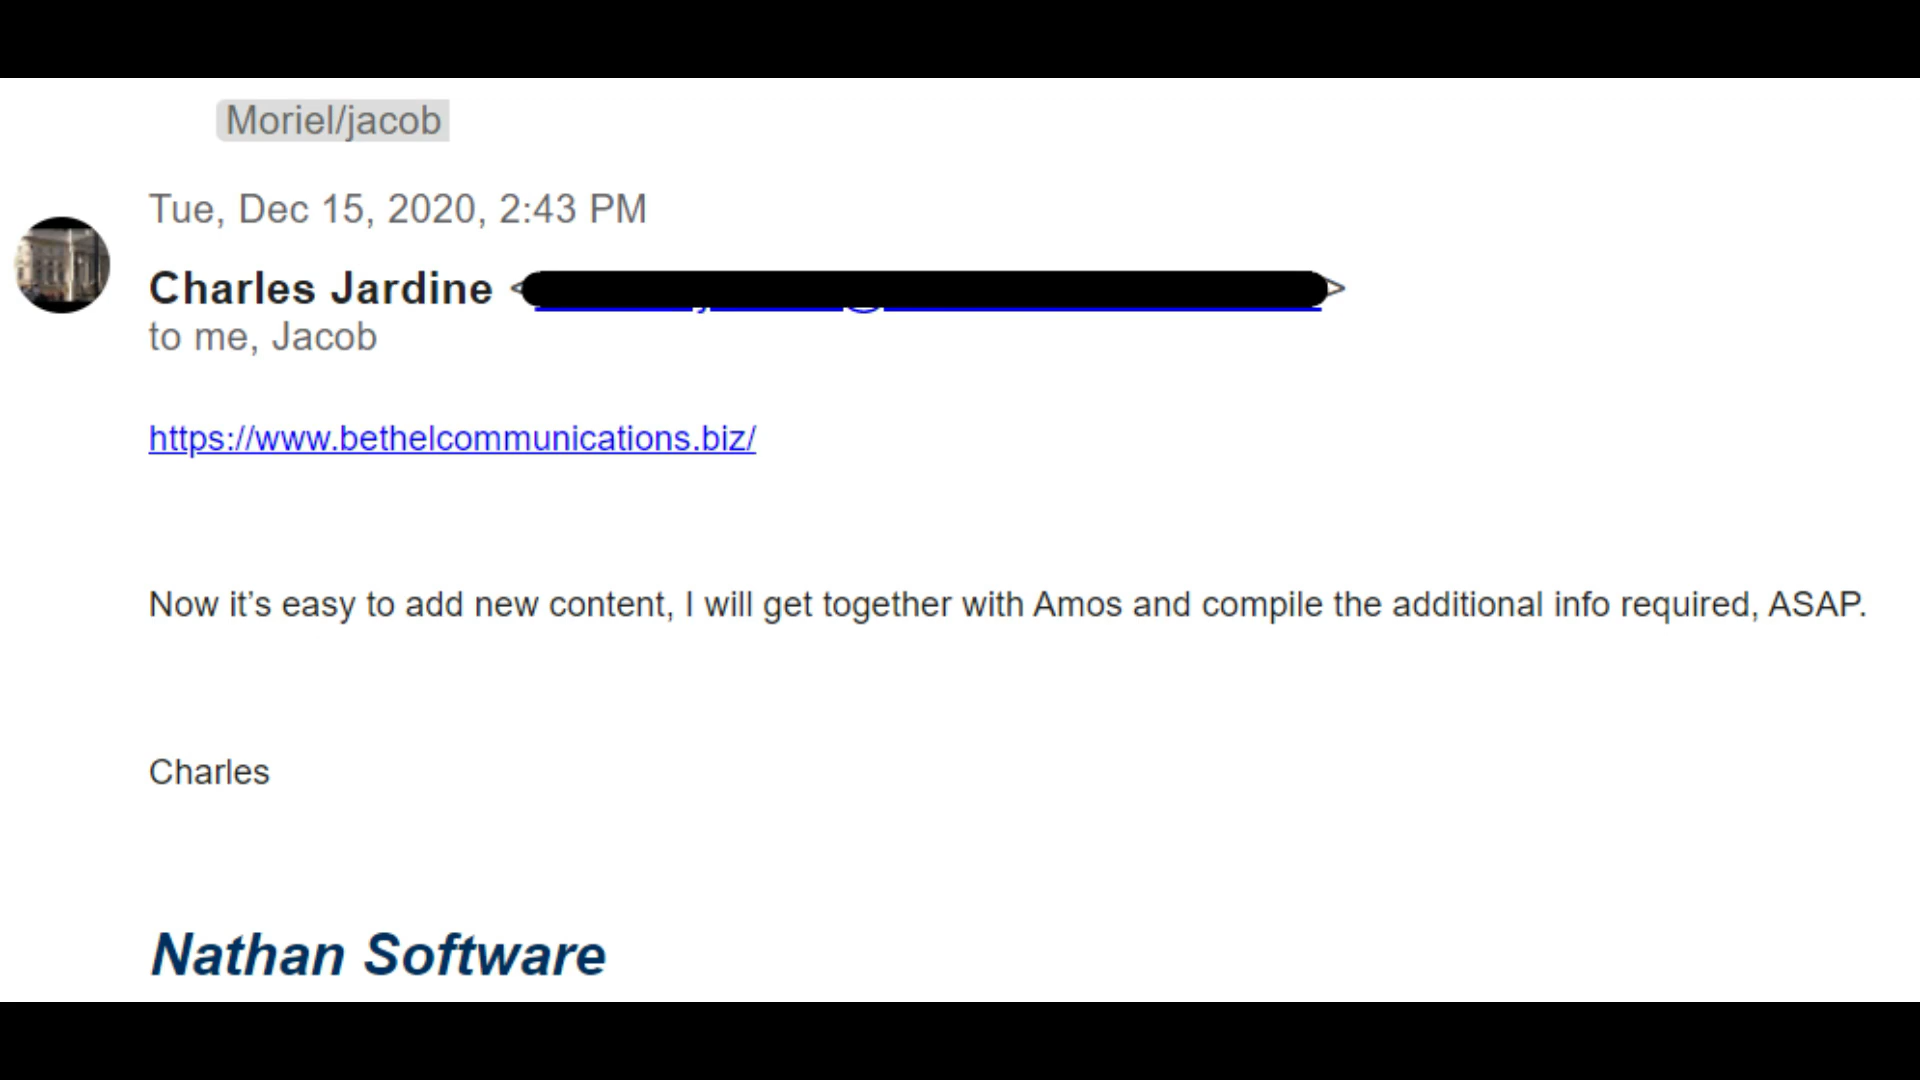 Moriel/jacob
Tue, Dec 15, 2020, 2:43 PM
Charles Jardine < >
to me, Jacob
https://www.bethelcommunications.biz/
Now it’s easy to add new content, I will get together with Amos and compile the additional info required, ASAP.
Charles
Nathan Software